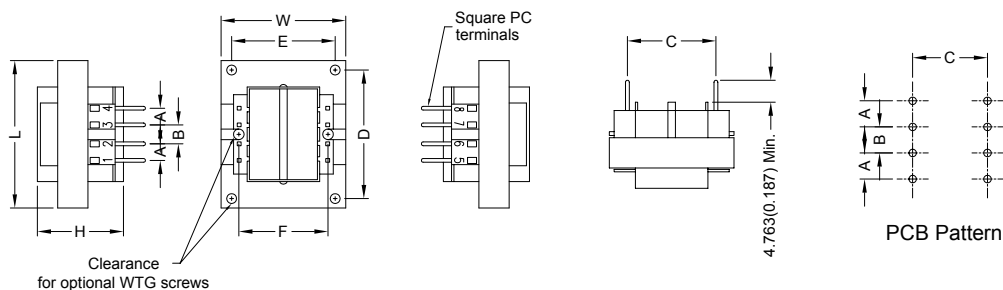 W
E
L
4
3
2
1
A
B
A
H
D
F
Clearance
for optional WTG screws
Square PC
terminals
8
7
6
5
C
4.763(0.187) Min.
C
A
B
A
PCB Pattern